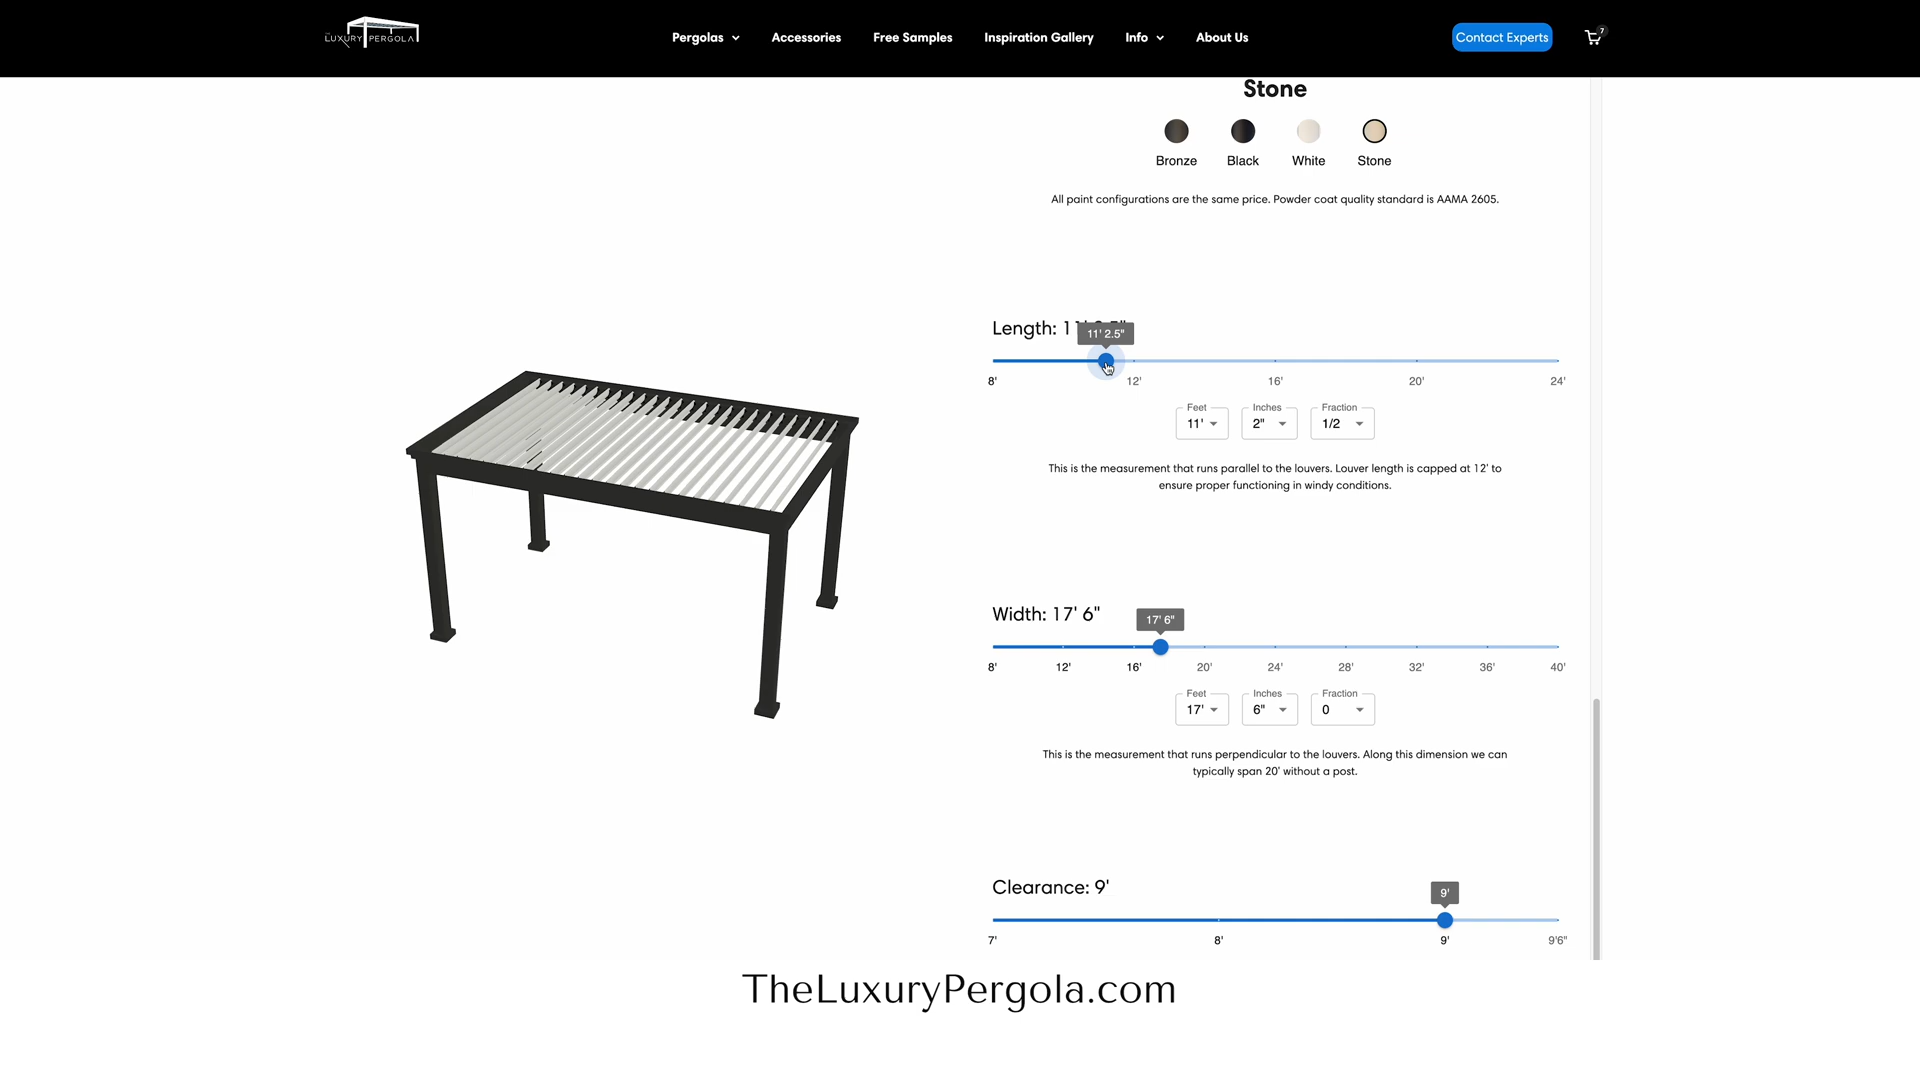 LUXURY PERGOLA
Pergolas
Accessories
Free Samples
Inspiration Gallery
Info
About Us
Contact Experts
7
Stone
Bronze
Black
White
Stone
All paint configurations are the same price. Powder coat quality standard is AAMA 2605.
Length: 11' 2.5"
11' 2.5"
8'
12'
16'
20'
24'
Feet
Inches
Fraction
11'
2"
1/2
This is the measurement that runs parallel to the louvers. Louver length is capped at 12' to
ensure proper functioning in windy conditions.
Width: 17' 6"
17' 6"
8'
12'
16'
20'
24'
28'
32'
36'
40'
Feet
Inches
Fraction
17'
6"
0
This is the measurement that runs perpendicular to the louvers. Along this dimension we can
typically span 20' without a post.
Clearance: 9'
9'
7'
8'
9'
9'6"
TheLuxuryPergola.com